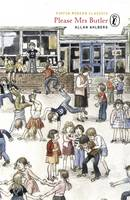 PUFFIN MODERN CLASSICS
Please Mrs Butler
ALLAN AHLBERG